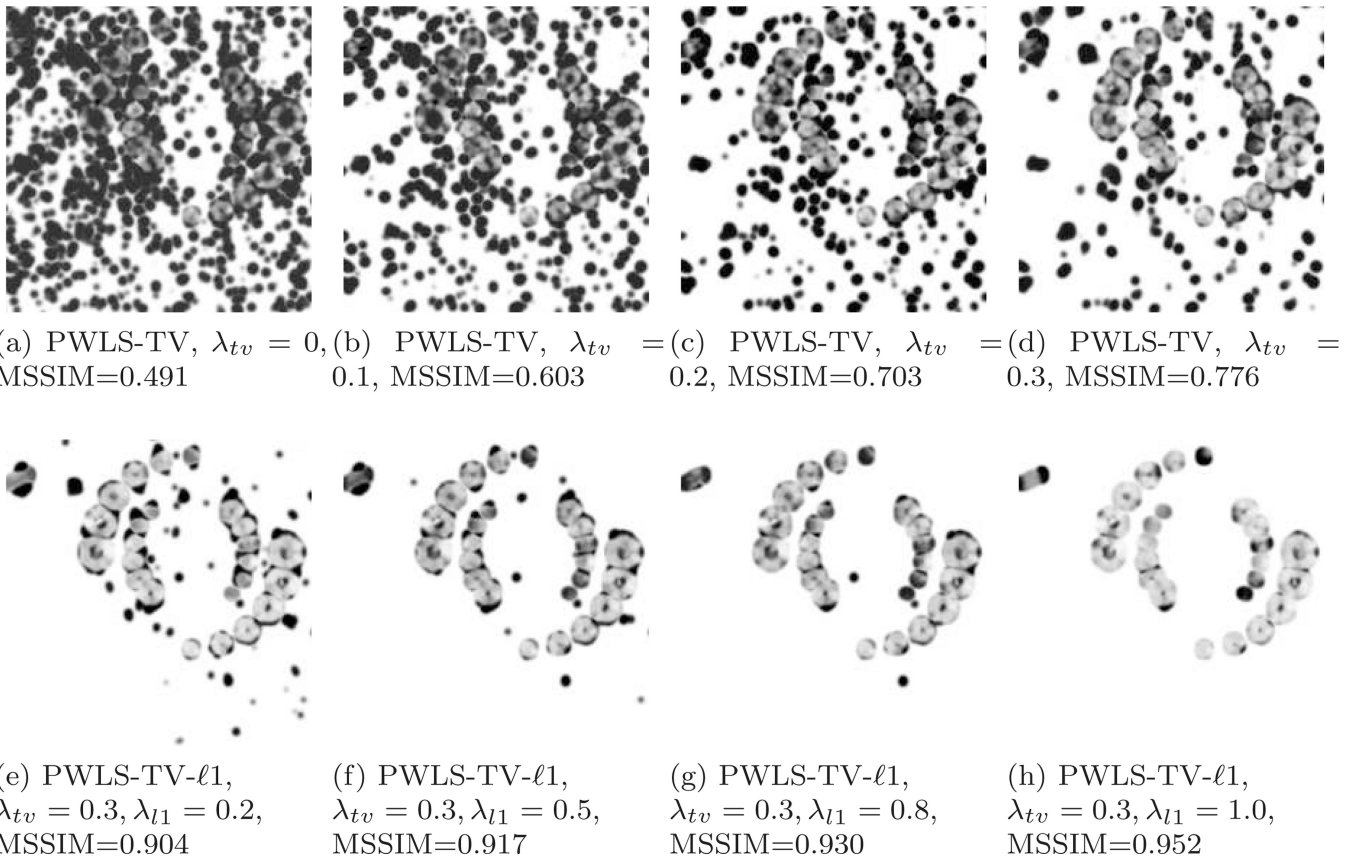 (a) PWLS-TV, λtv = 0,
MSSIM=0.491
(b) PWLS-TV, λtv =
0.1, MSSIM=0.603
(c) PWLS-TV, λtv =
0.2, MSSIM=0.703
(d) PWLS-TV, λtv =
0.3, MSSIM=0.776
(e) PWLS-TV-ℓ1,
λtv = 0.3, λl1 = 0.2,
MSSIM=0.904
(f) PWLS-TV-ℓ1,
λtv = 0.3, λl1 = 0.5,
MSSIM=0.917
(g) PWLS-TV-ℓ1,
λtv = 0.3, λl1 = 0.8,
MSSIM=0.930
(h) PWLS-TV-ℓ1,
λtv = 0.3, λl1 = 1.0,
MSSIM=0.952